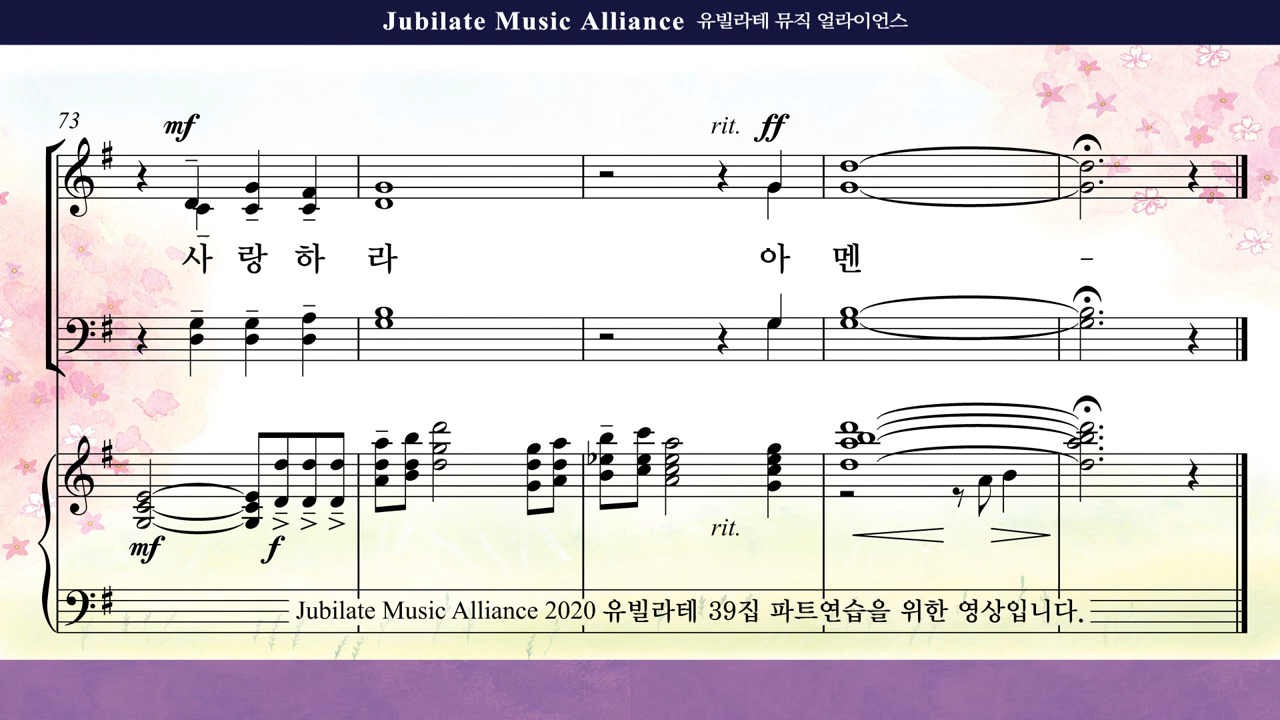 Jubilate Music Alliance 유빌라테 뮤직 얼라이언스
73
mf
rit. ff
사 랑 하 라 아 멘 -
mf f
rit.
Jubilate Music Alliance 2020 유빌라테 39집 파트연습을 위한 영상입니다.